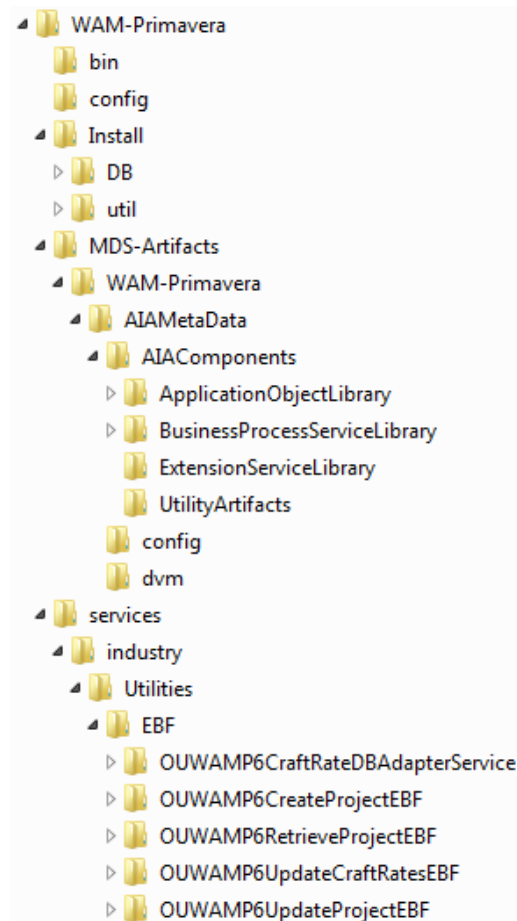 WAM-Primavera
bin
config
Install
DB
util
MDS-Artifacts
WAM-Primavera
AIAMetaData
AIAComponents
ApplicationObjectLibrary
BusinessProcessServiceLibrary
ExtensionServiceLibrary
UtilityArtifacts
config
dvm
services
industry
Utilities
EBF
OUWAMP6CraftRateDBAdapterService
OUWAMP6CreateProjectEBF
OUWAMP6RetrieveProjectEBF
OUWAMP6UpdateCraftRatesEBF
OUWAMP6UpdateProjectEBF